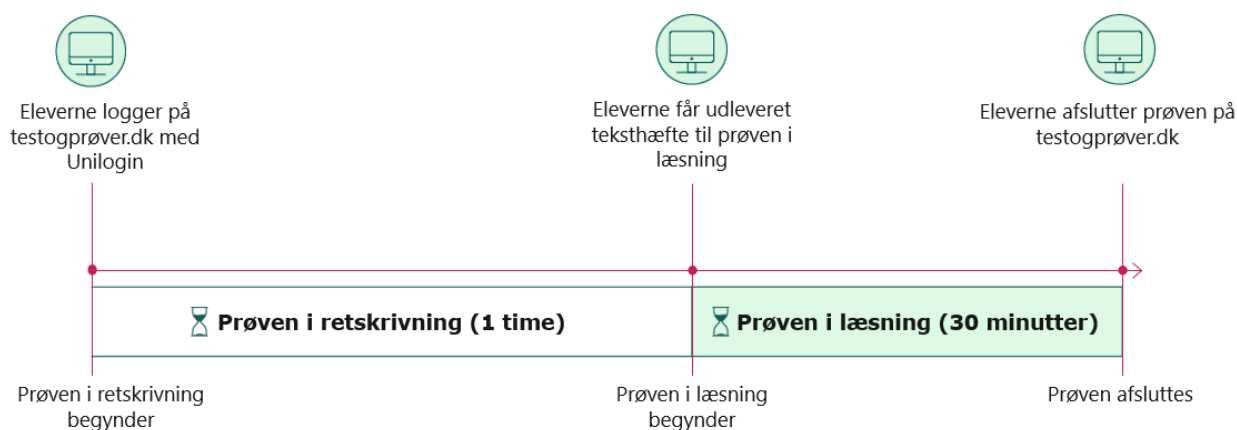 Eleverne logger på
testogprøver.dk med
Unilogin
Eleverne får udleveret
teksthæfte til prøven i
læsning
Eleverne afslutter prøven på
testogprøver.dk
Prøven i retskrivning (1 time)
Prøven i læsning (30 minutter)
Prøven i retskrivning
begynder
Prøven i læsning
begynder
Prøven afsluttes